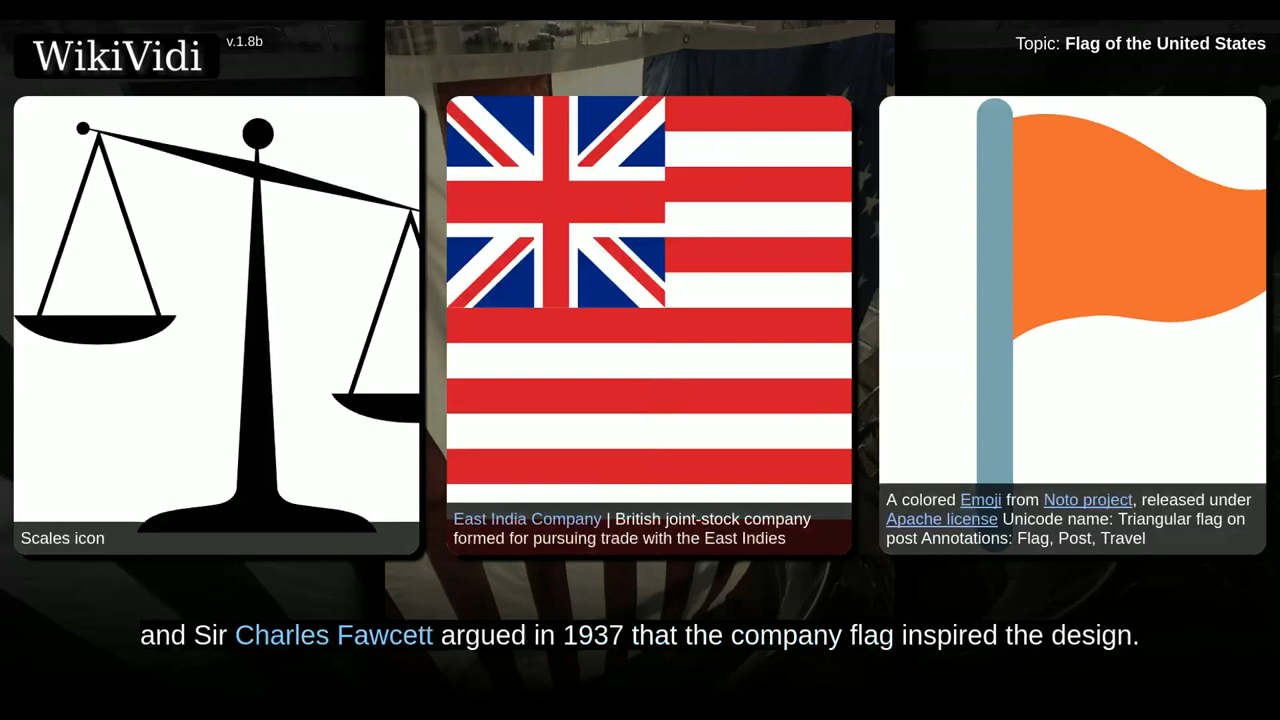 WikiVidi
v.1.8b
Topic: Flag of the United States
Scales icon
East India Company | British joint-stock company
formed for pursuing trade with the East Indies
A colored Emoji from Noto project, released under
Apache license Unicode name: Triangular flag on
post Annotations: Flag, Post, Travel
and Sir Charles Fawcett argued in 1937 that the company flag inspired the design.